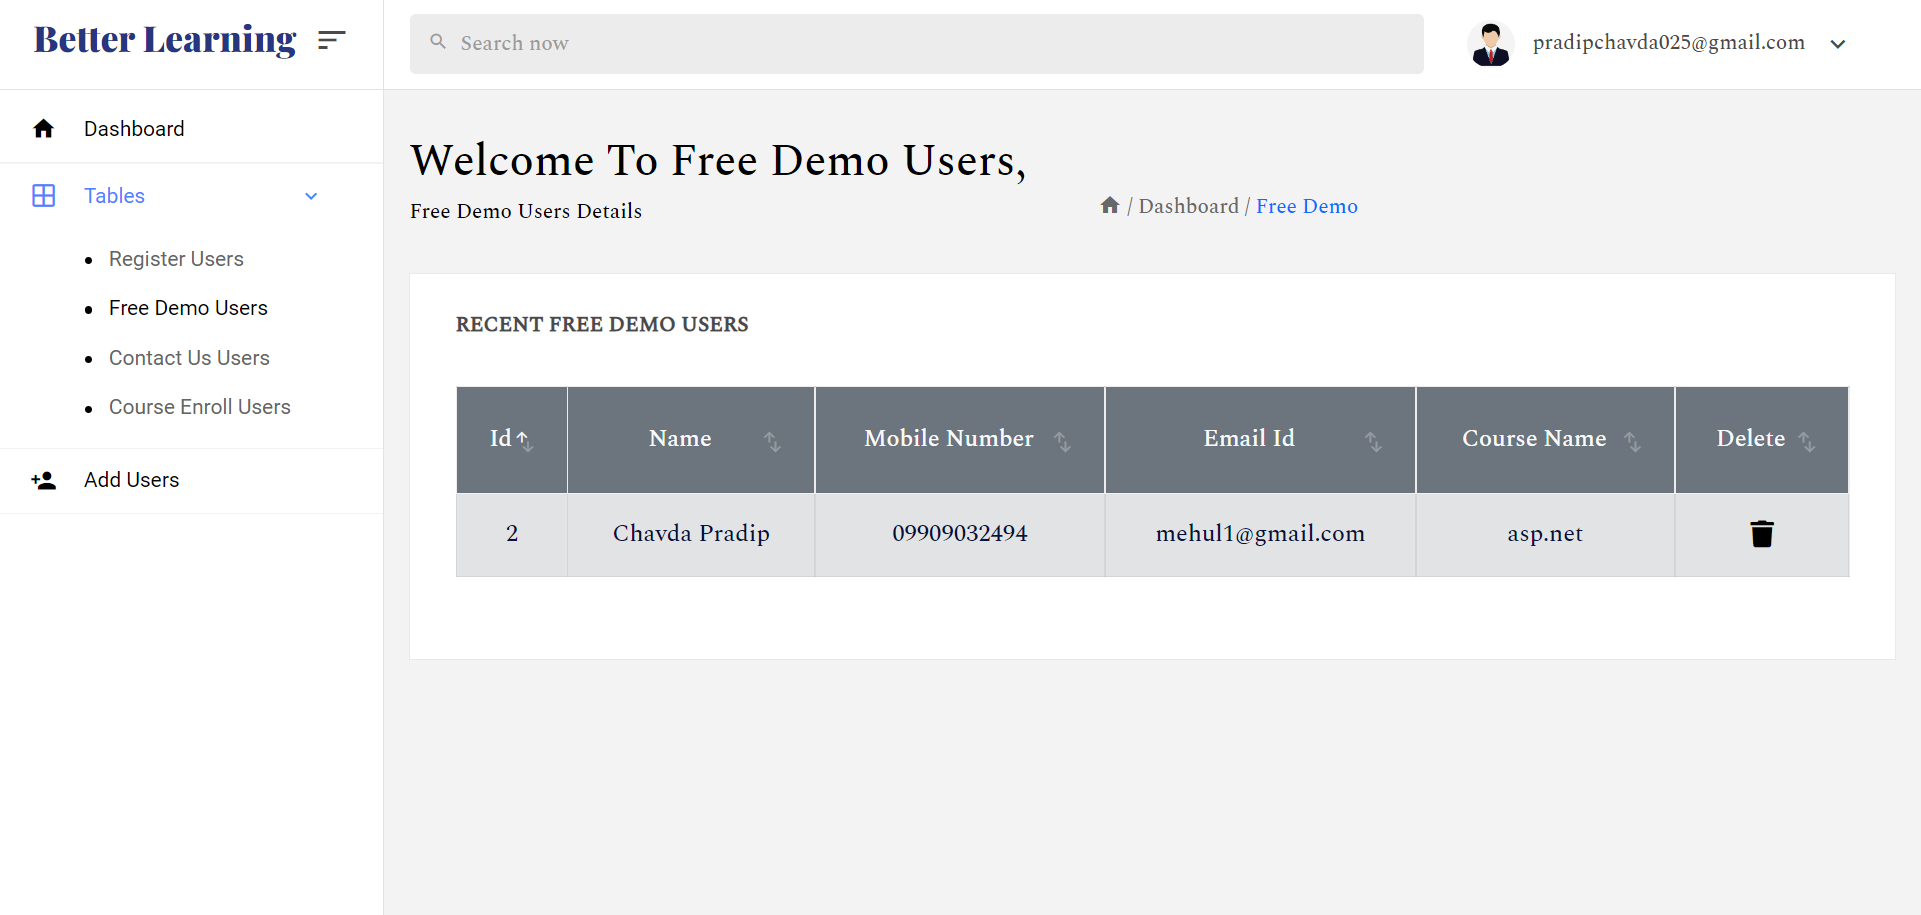 Better Learning
Search now
pradipchavda025@gmail.com
Dashboard
Tables
Register Users
Free Demo Users
Contact Us Users
Course Enroll Users
Add Users
Welcome To Free Demo Users,
Free Demo Users Details
/ Dashboard / Free Demo
RECENT FREE DEMO USERS
Id Name Mobile Number Email Id Course Name Delete
2 Chavda Pradip 09909032494 mehul1@gmail.com asp.net